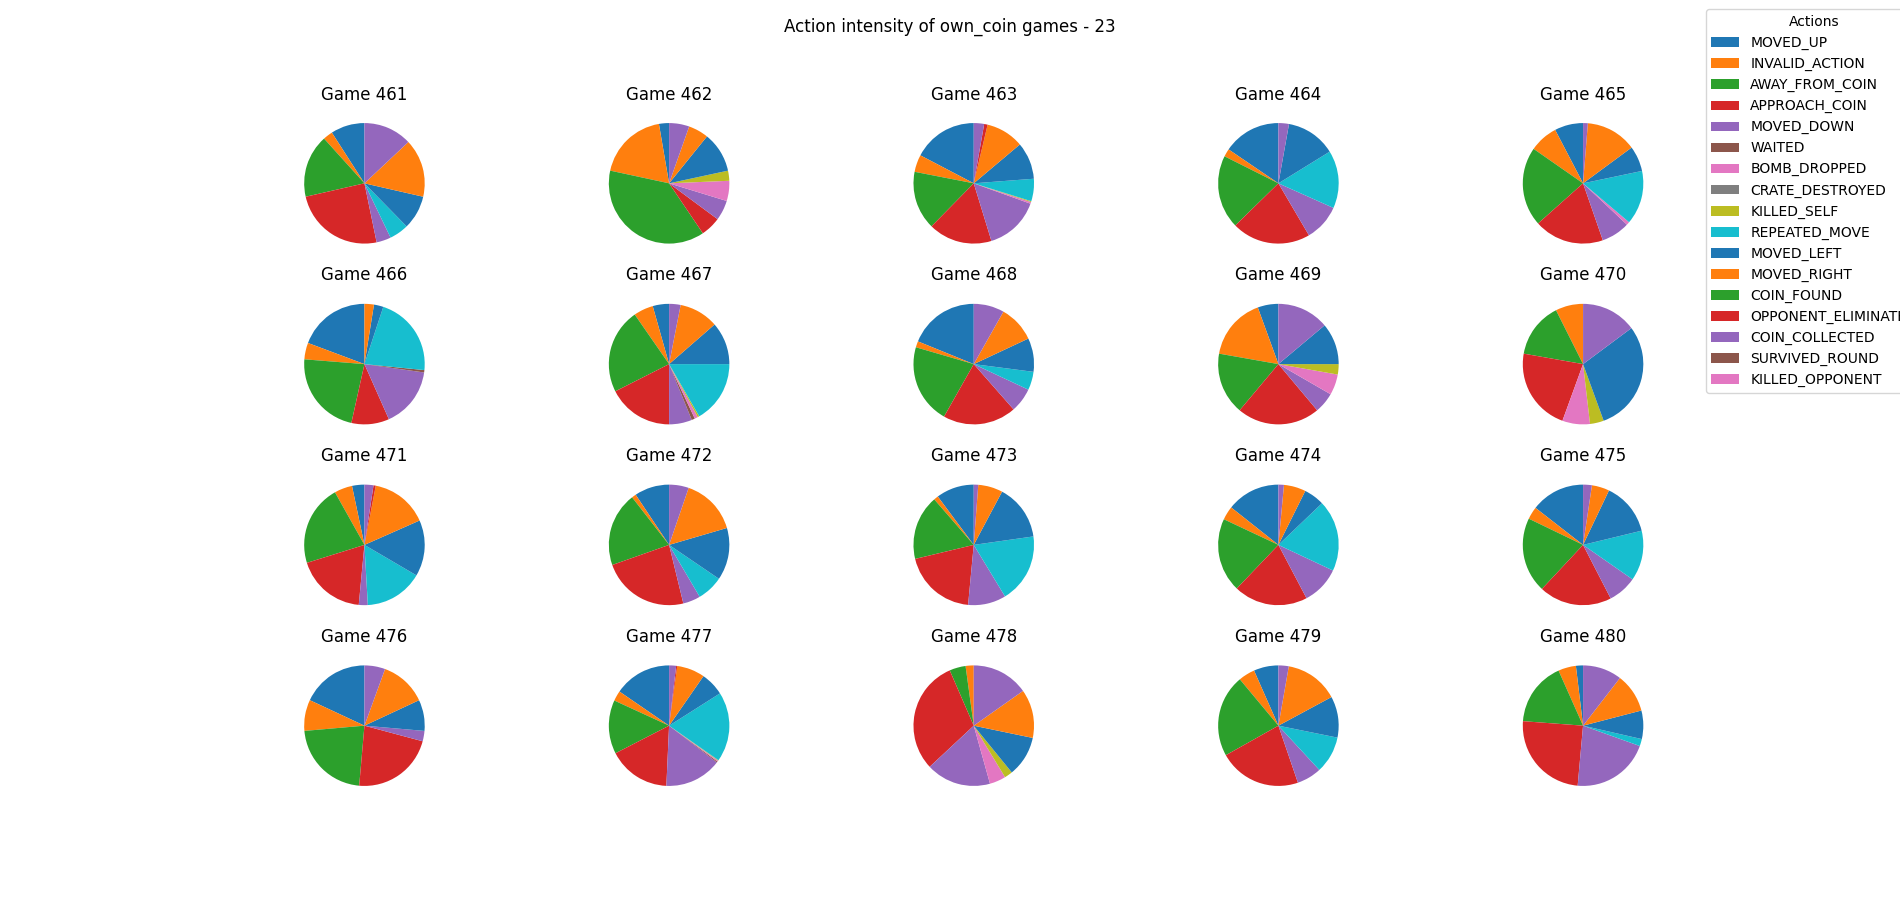 Action intensity of own_coin games - 23
Actions
MOVED_UP
INVALID_ACTION
AWAY_FROM_COIN
APPROACH_COIN
MOVED_DOWN
WAITED
BOMB_DROPPED
CRATE_DESTROYED
KILLED_SELF
REPEATED_MOVE
MOVED_LEFT
MOVED_RIGHT
COIN_FOUND
OPPONENT_ELIMINATE
COIN_COLLECTED
SURVIVED_ROUND
KILLED_OPPONENT
Game 461
Game 462
Game 463
Game 464
Game 465
Game 466
Game 467
Game 468
Game 469
Game 470
Game 471
Game 472
Game 473
Game 474
Game 475
Game 476
Game 477
Game 478
Game 479
Game 480